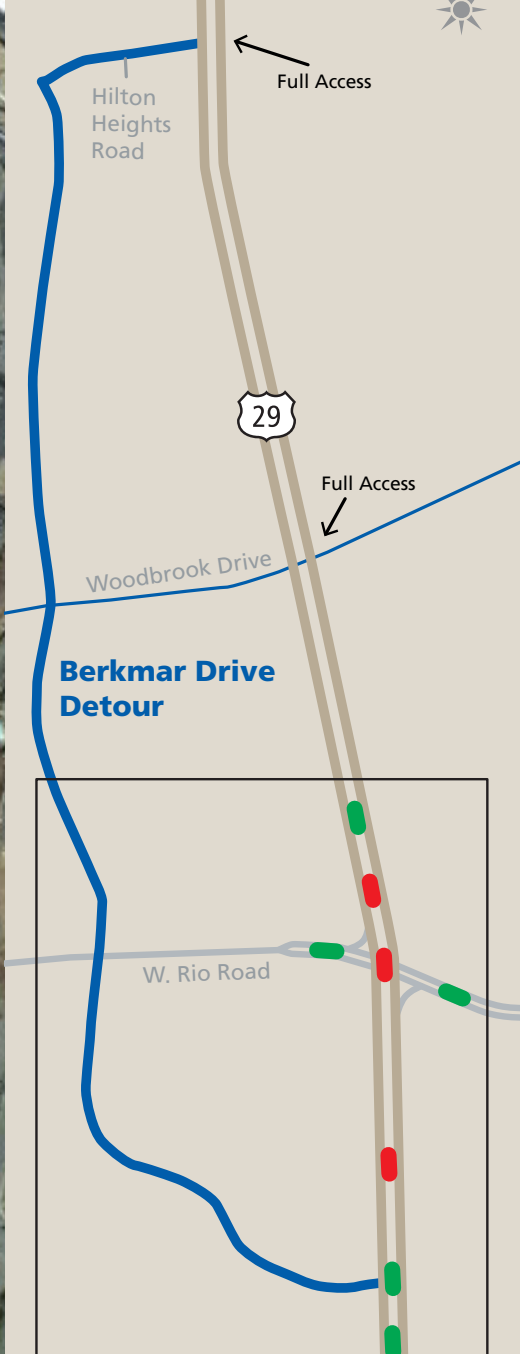 Full Access
Hilton
Heights
Road
29
Full Access
Woodbrook Drive
Berkmar Drive
Detour
W. Rio Road